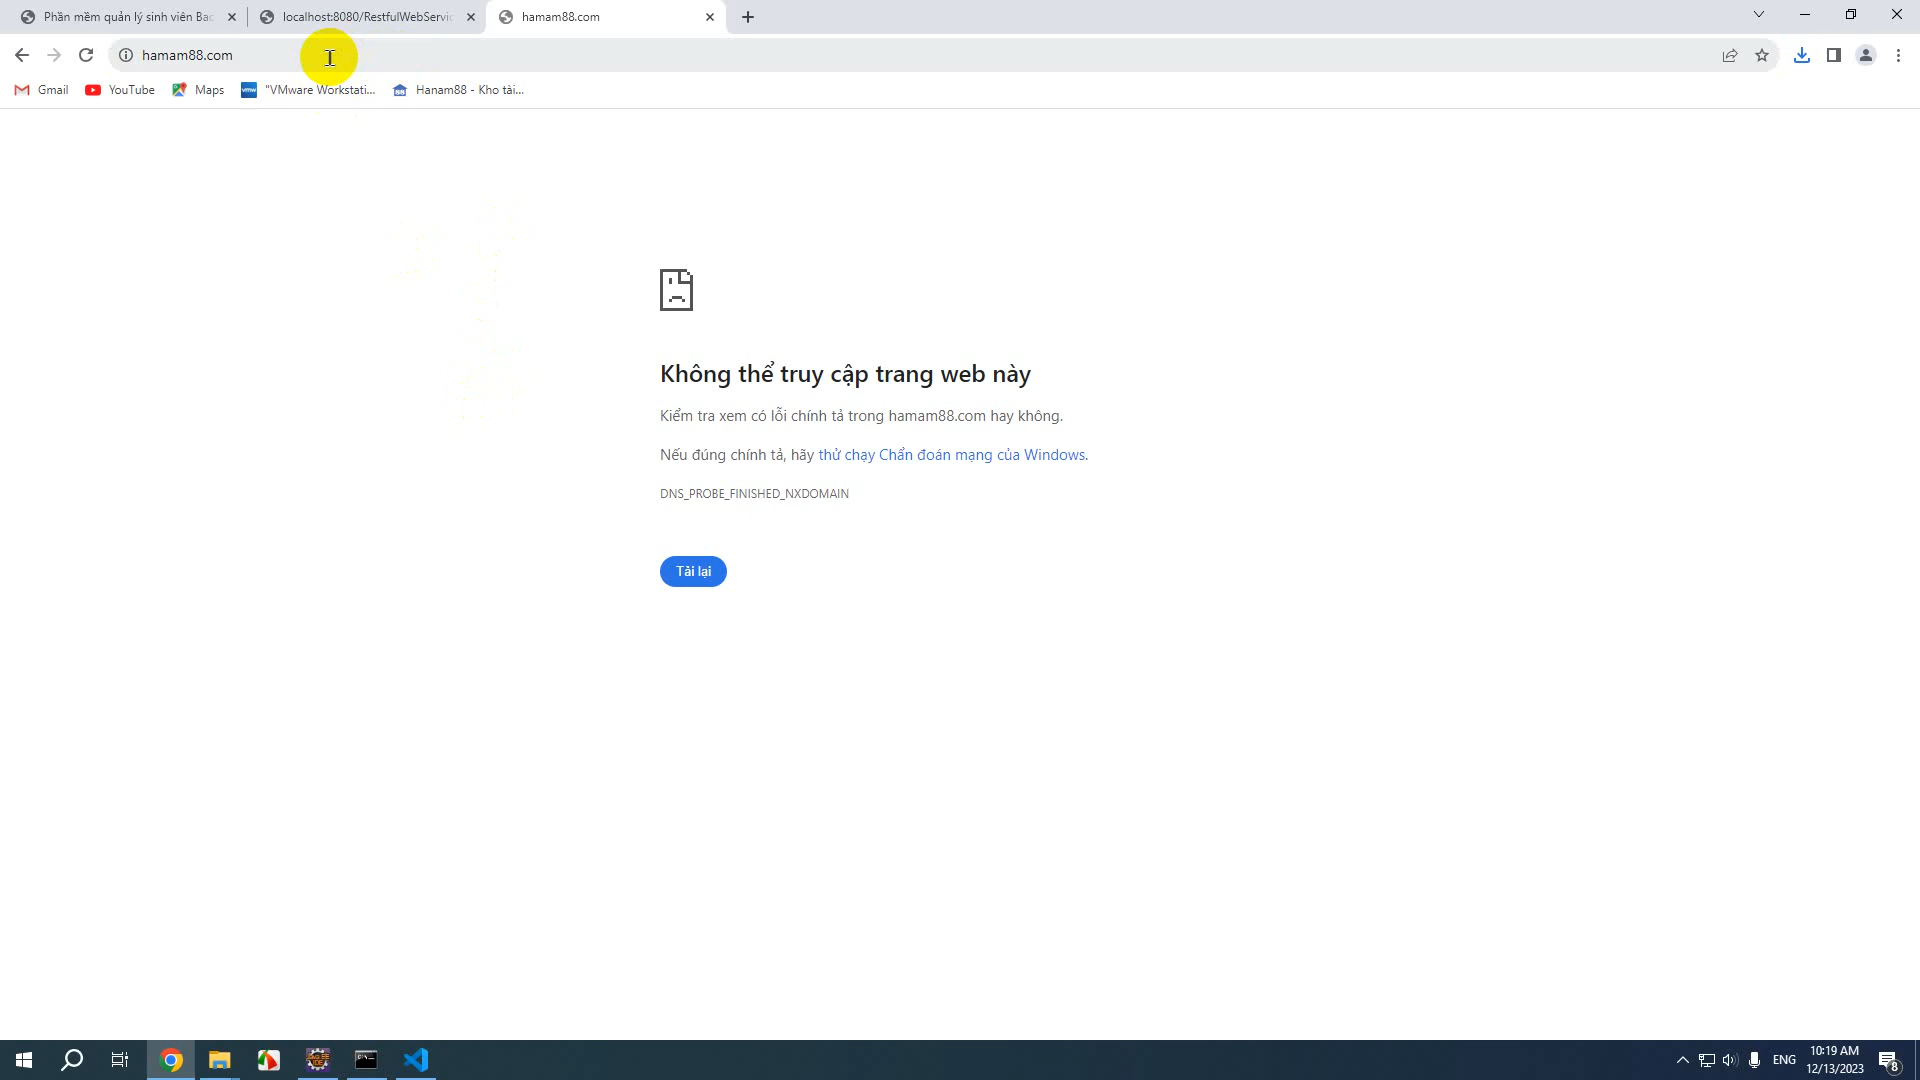 Phần mềm quản lý sinh viên Bac
localhost:8080/RestfulWebServic
hamam88.com
hamam88.com
Gmail
YouTube
Maps
"VMware Workstati...
Hanam88 - Kho tài...
Không thể truy cập trang web này
Kiểm tra xem có lỗi chính tả trong hamam88.com hay không.
Nếu đúng chính tả, hãy thử chạy Chẩn đoán mạng của Windows.
DNS_PROBE_FINISHED_NXDOMAIN
Tải lại
ENG
10:19 AM
12/13/2023
8